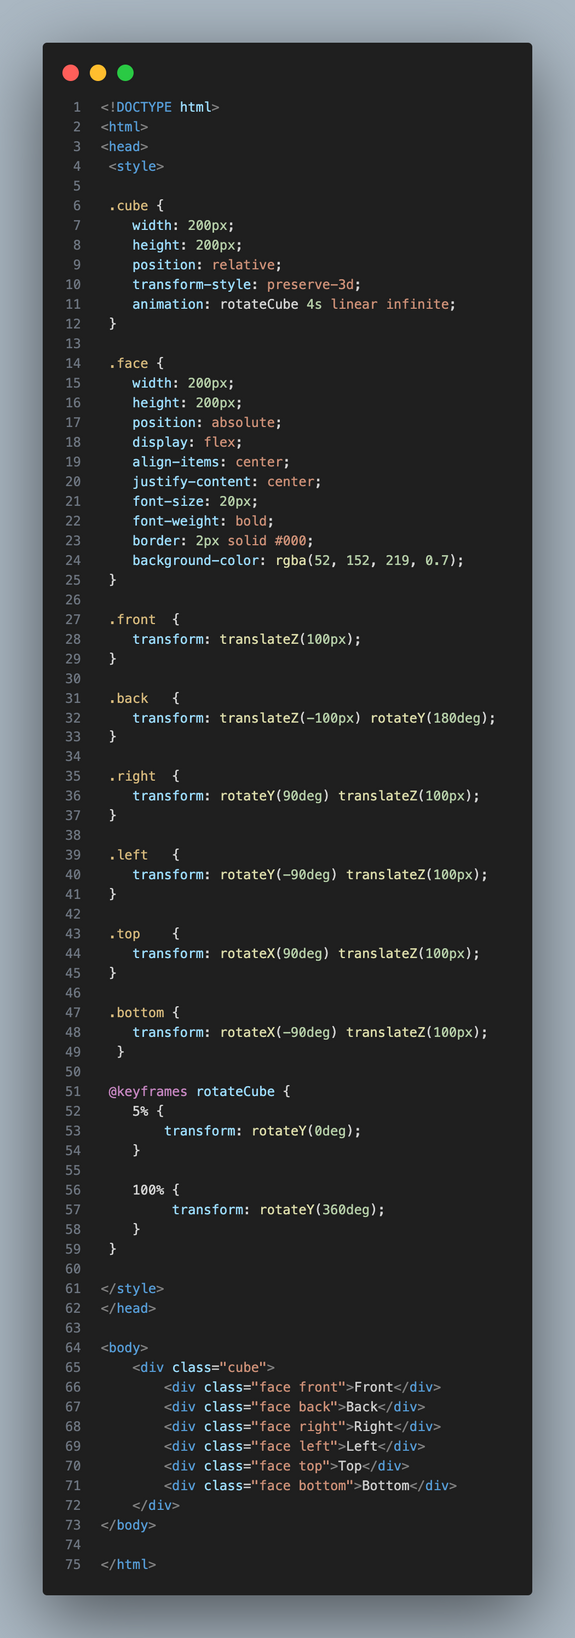 1 <!DOCTYPE html>
2 <html>
3 <head>
4  <style>
5
6  .cube {
7     width: 200px;
8     height: 200px;
9     position: relative;
10     transform-style: preserve-3d;
11     animation: rotateCube 4s linear infinite;
12  }
13
14  .face {
15     width: 200px;
16     height: 200px;
17     position: absolute;
18     display: flex;
19     align-items: center;
20     justify-content: center;
21     font-size: 20px;
22     font-weight: bold;
23     border: 2px solid #000;
24     background-color: rgba(52, 152, 219, 0.7);
25  }
26
27  .front  {
28     transform: translateZ(100px);
29  }
30
31  .back   {
32     transform: translateZ(-100px) rotateY(180deg);
33  }
34
35  .right  {
36     transform: rotateY(90deg) translateZ(100px);
37  }
38
39  .left   {
40     transform: rotateY(-90deg) translateZ(100px);
41  }
42
43  .top    {
44     transform: rotateX(90deg) translateZ(100px);
45  }
46
47  .bottom {
48     transform: rotateX(-90deg) translateZ(100px);
49   }
50
51  @keyframes rotateCube {
52     5% {
53         transform: rotateY(0deg);
54     }
55
56     100% {
57          transform: rotateY(360deg);
58     }
59  }
60
61 </style>
62 </head>
63
64 <body>
65     <div class="cube">
66         <div class="face front">Front</div>
67         <div class="face back">Back</div>
68         <div class="face right">Right</div>
69         <div class="face left">Left</div>
70         <div class="face top">Top</div>
71         <div class="face bottom">Bottom</div>
72     </div>
73 </body>
74
75 </html>